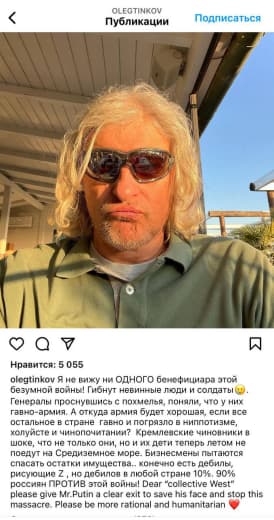 OLEGTINKOV
Публикации
Подписаться
Нравится: 5 055
olegtinkov Я не вижу ни ОДНОГО бенефициара этой
безумной войны! Гибнут невинные люди и солдаты😢.
Генералы проснувшись с похмелья, поняли, что у них
гавно-армия. А откуда армия будет хорошая, если все
остальное в стране гавно и погрязло в ниппотизме,
холуйсте и чинопочитании? Кремлевские чиновники в
шоке, что не только они, но и их дети теперь летом не
поедут на Средиземное море. Бизнесмены пытаются
спасать остатки имущества.. конечно есть дебилы,
рисующие Z , но дебилов в любой стране 10%. 90%
россиян ПРОТИВ этой войны! Dear “collective West”
please give Mr.Putin a clear exit to save his face and stop this
massacre. Please be more rational and humanitarian ❤️